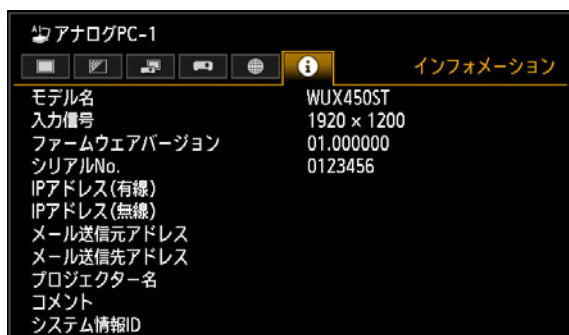 アナログPC-1
インフォメーション
モデル名 WUX450ST
入力信号 1920 × 1200
ファームウェアバージョン 01.000000
シリアルNo. 0123456
IPアドレス(有線)
IPアドレス(無線)
メール送信元アドレス
メール送信先アドレス
プロジェクター名
コメント
システム情報ID